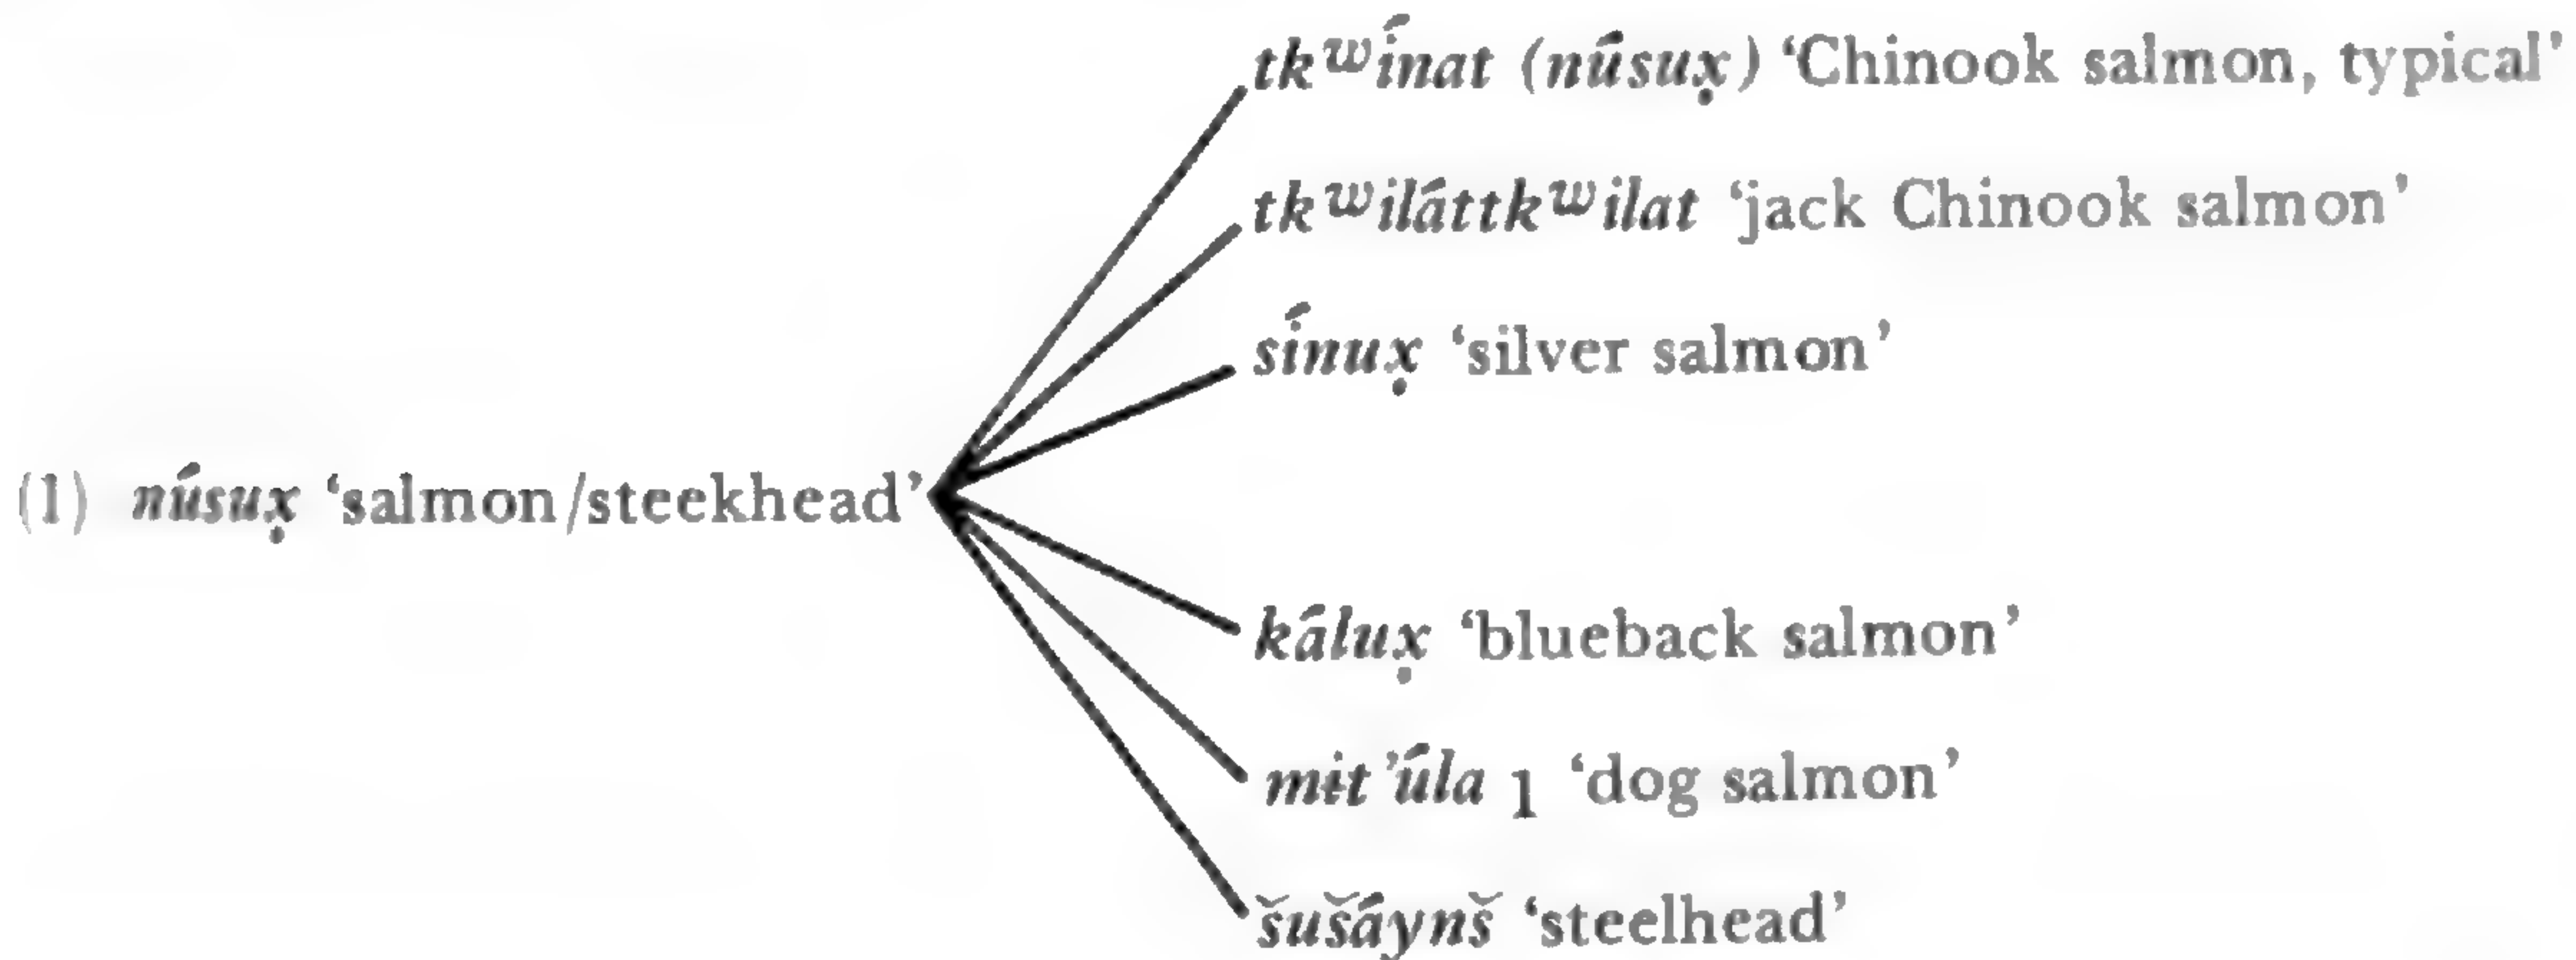 tkʷínat (núsux̣) ‘Chinook salmon, typical’
tkʷiláttkʷilat ‘jack Chinook salmon’
sínux̣ ‘silver salmon’
(1) núsux̣ ‘salmon/steekhead’
kálux̣ ‘blueback salmon’
mɨt’úla 1 ‘dog salmon’
šušáynš ‘steelhead’